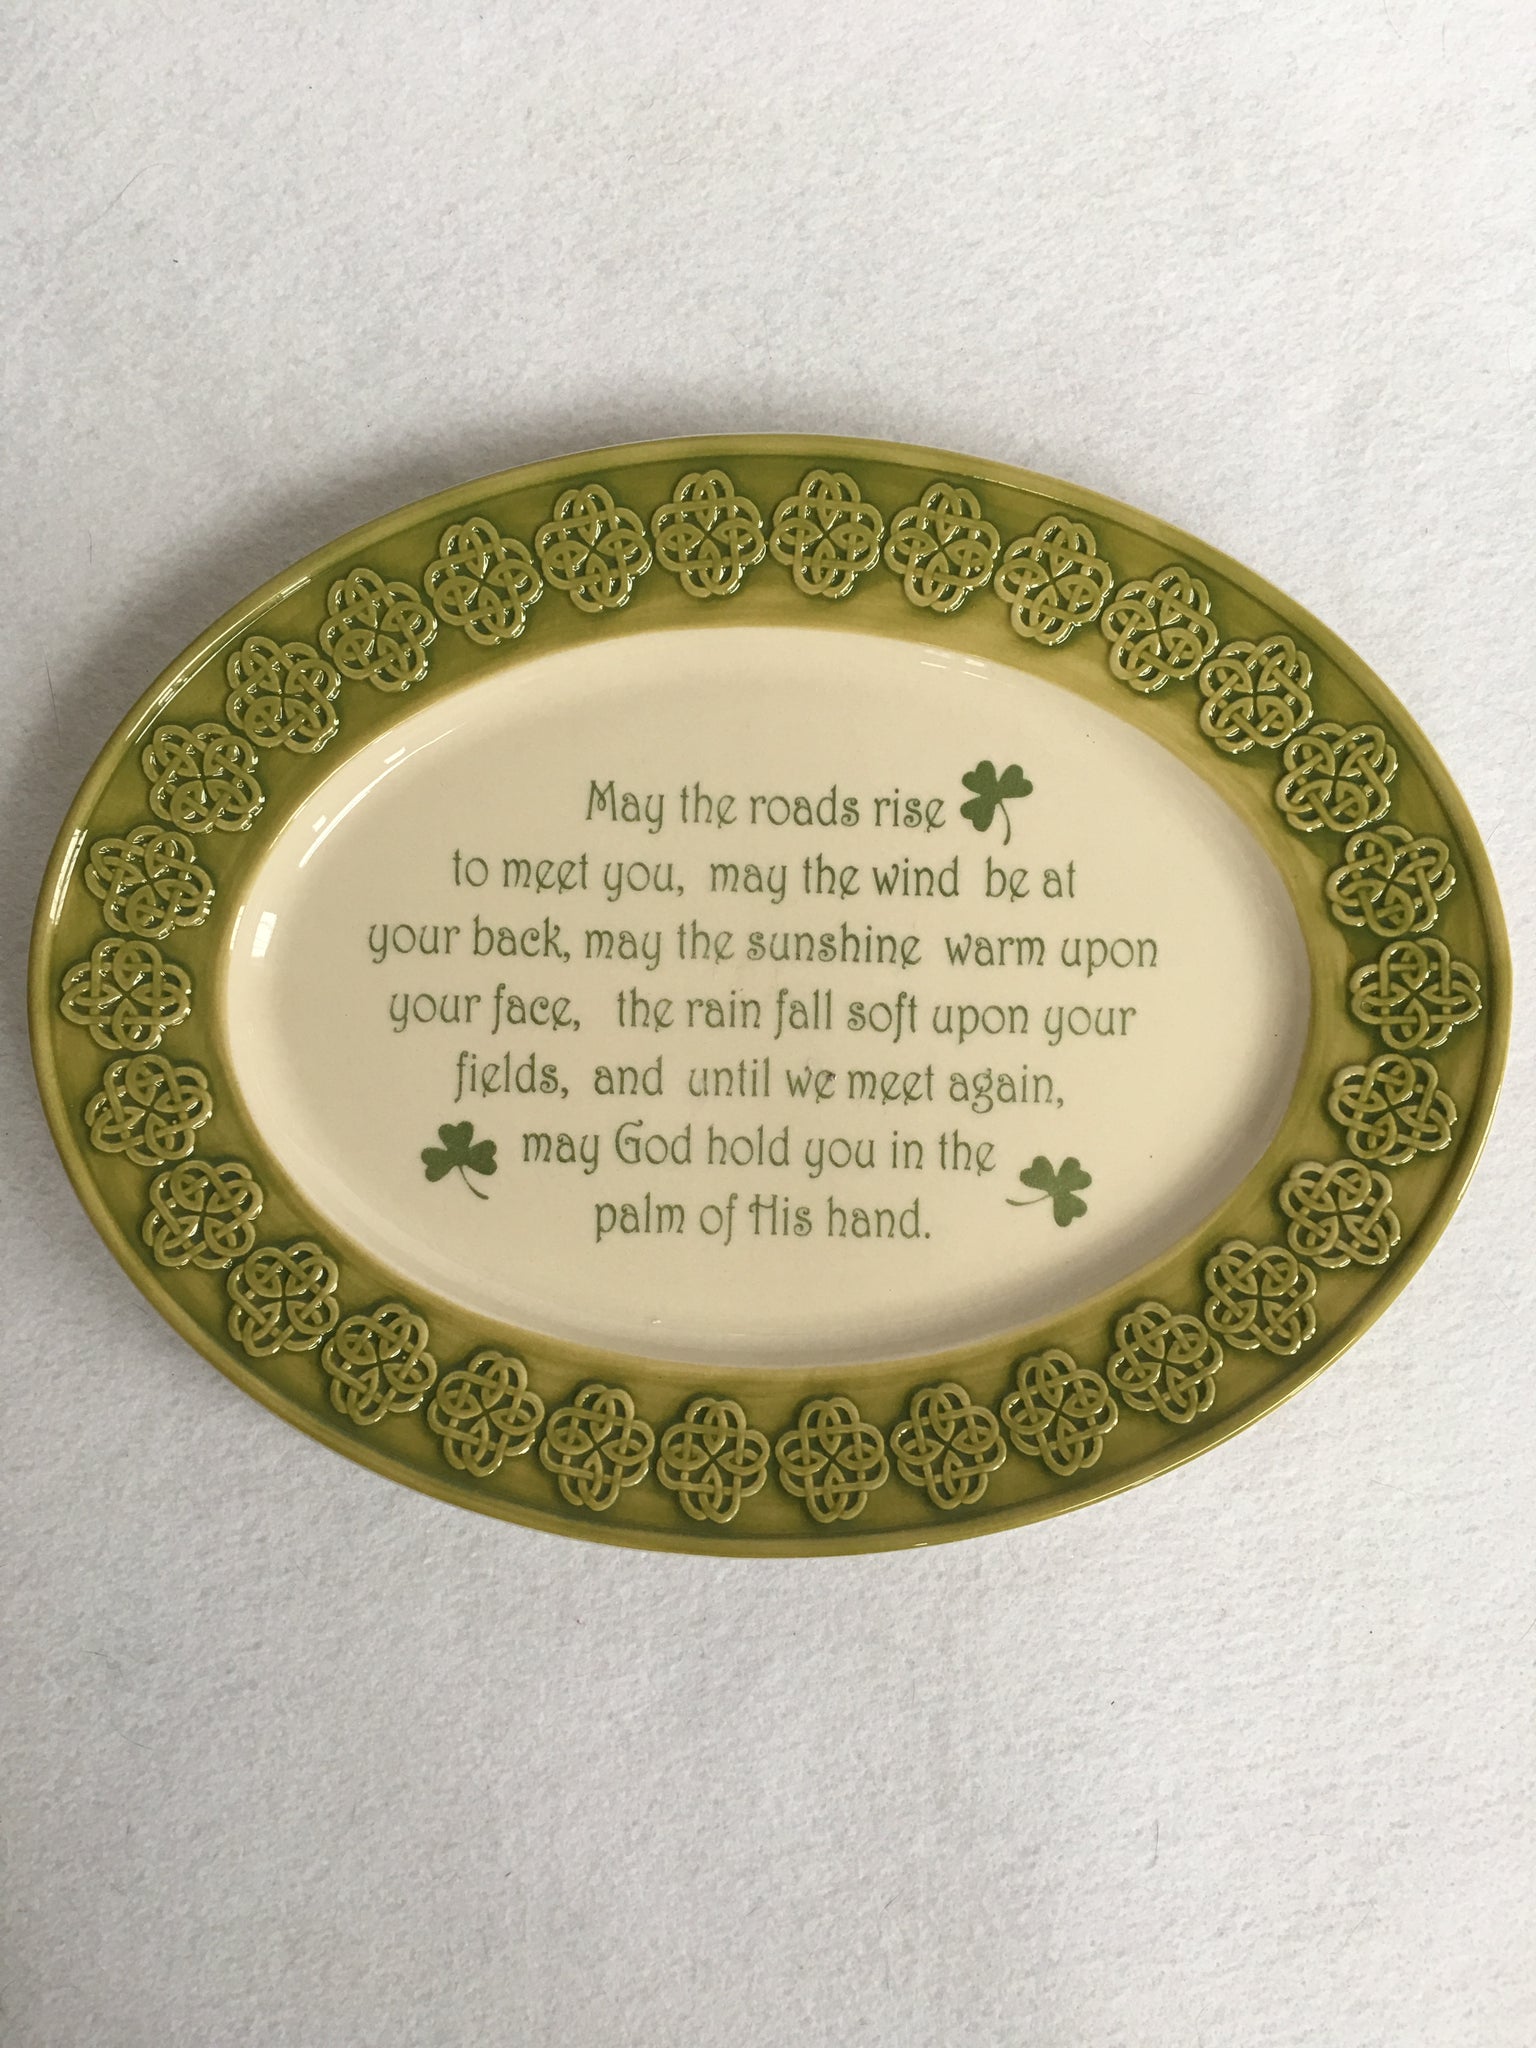 May the roads rise
to meet you, may the wind be at
your back, may the sunshine warm upon
your face, the rain fall soft upon your
fields, and until we meet again,
may God hold you in the
palm of His hand.